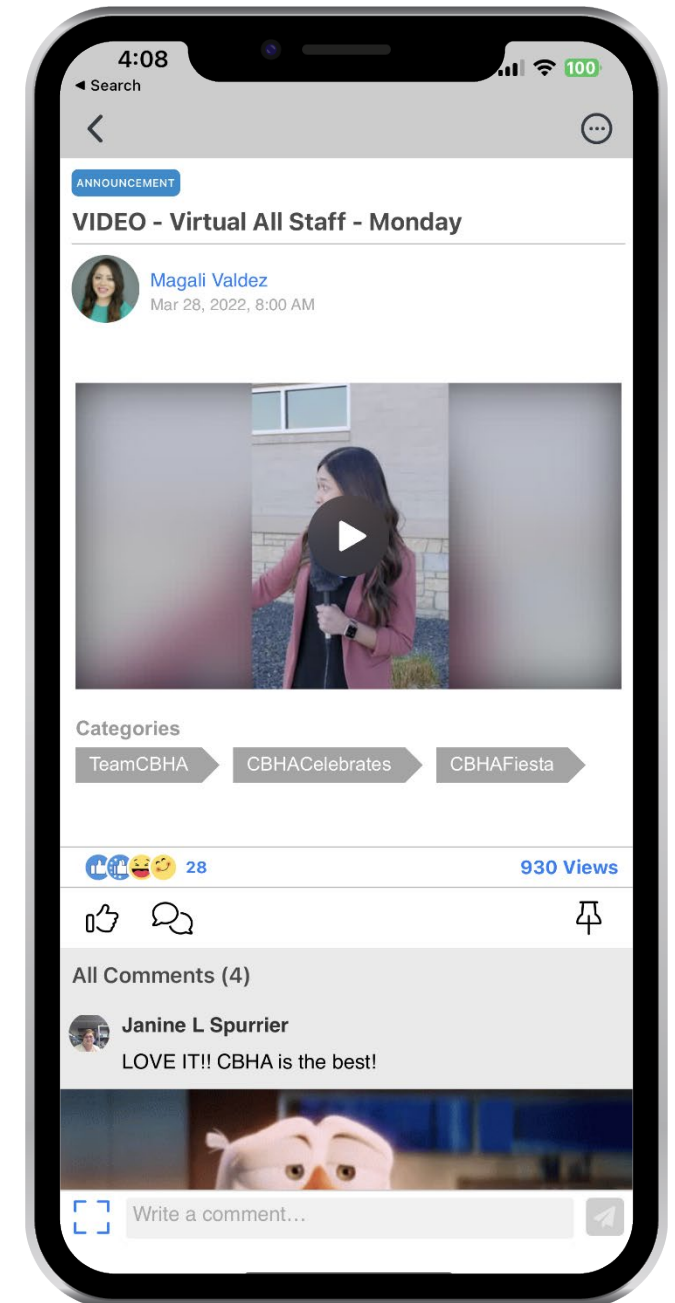 4:08
◄ Search
100
ANNOUNCEMENT
VIDEO - Virtual All Staff - Monday
Magali Valdez
Mar 28, 2022, 8:00 AM
Categories
TeamCBHA CBHACelebrates CBHAFiesta
28 930 Views
All Comments (4)
Janine L Spurrier
LOVE IT!! CBHA is the best!
Write a comment...